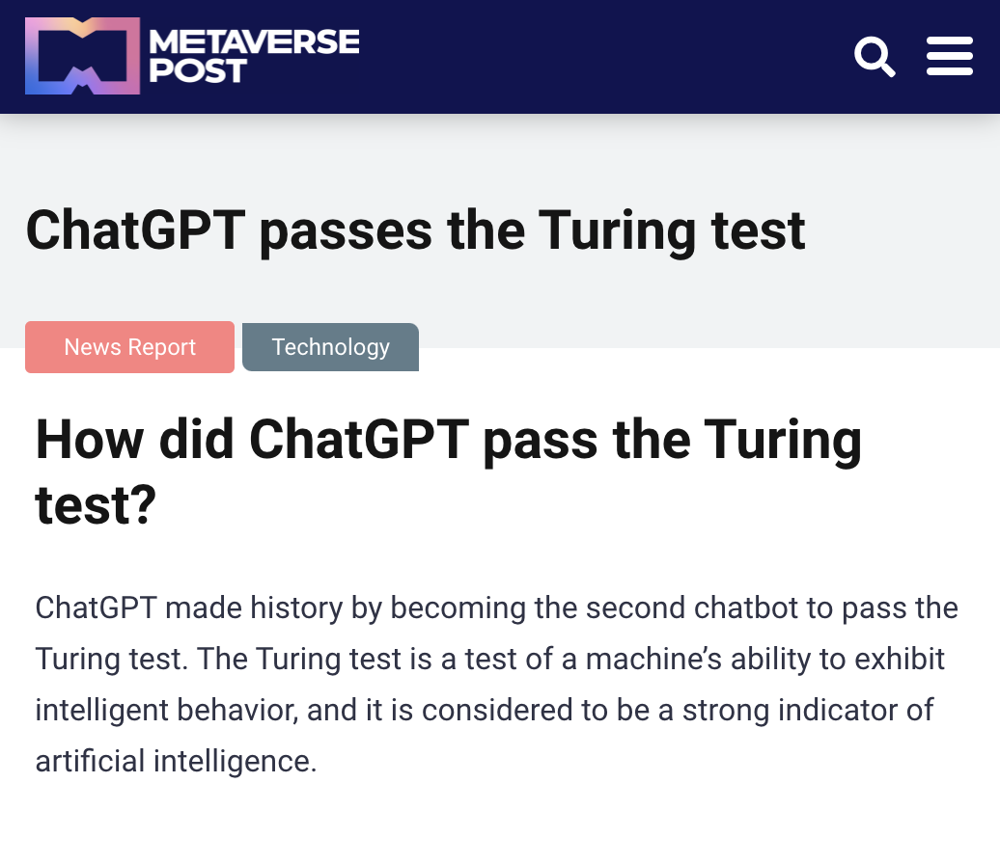 METAVERSE
POST
ChatGPT passes the Turing test
News Report Technology
How did ChatGPT pass the Turing
test?
ChatGPT made history by becoming the second chatbot to pass the
Turing test. The Turing test is a test of a machine’s ability to exhibit
intelligent behavior, and it is considered to be a strong indicator of
artificial intelligence.